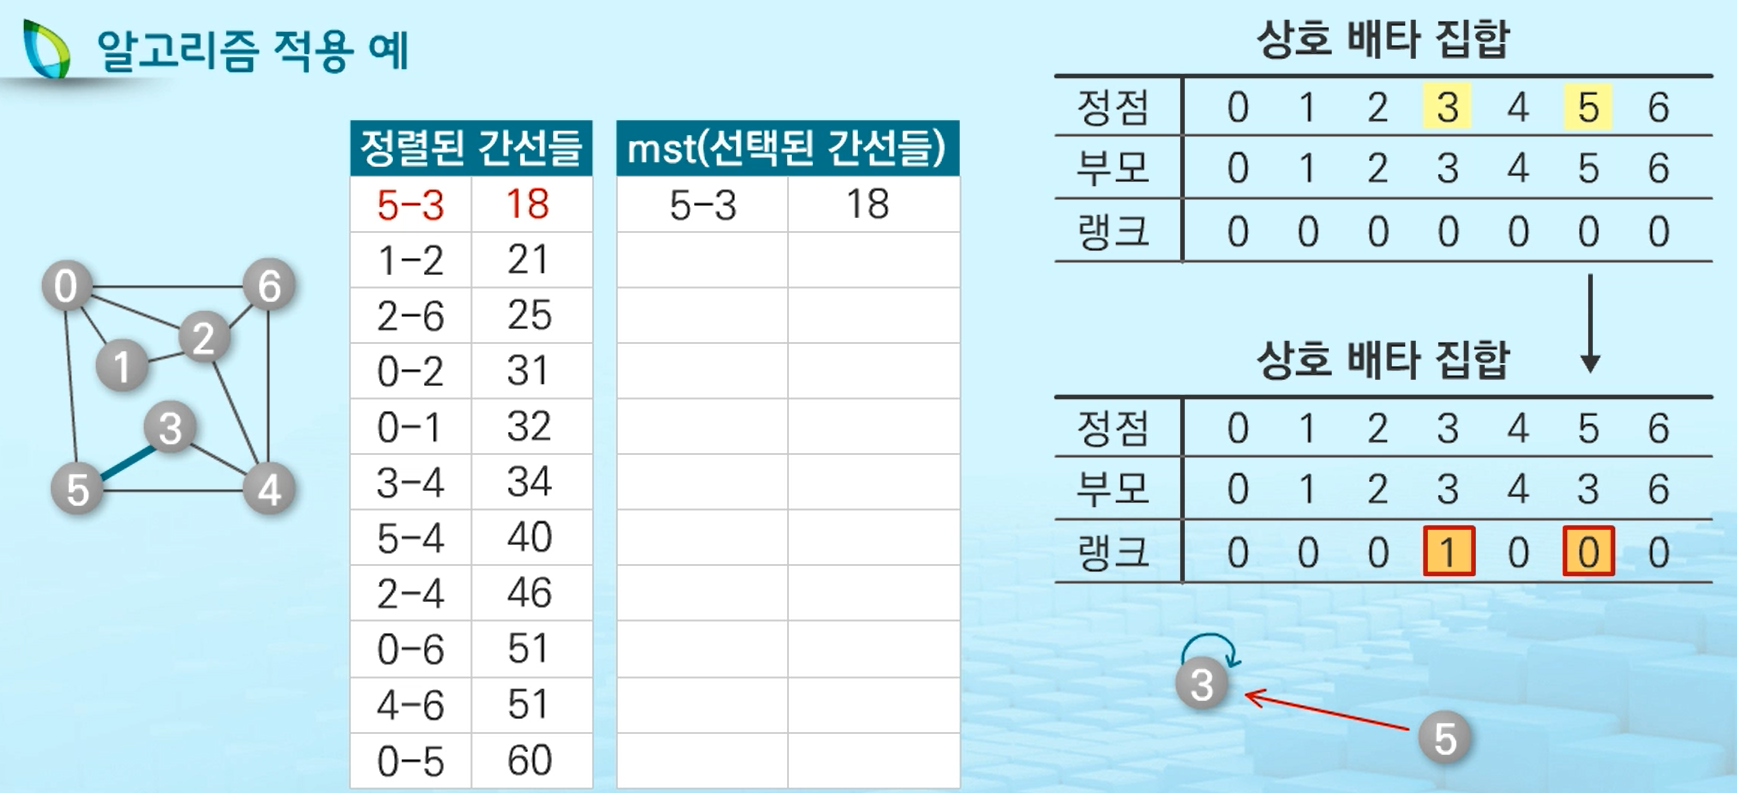 알고리즘 적용 예
정렬된 간선들
5-3 18
1-2 21
2-6 25
0-2 31
0-1 32
3-4 34
5-4 40
2-4 46
0-6 51
4-6 51
0-5 60
mst(선택된 간선들)
5-3 18
0 6
2
1
3
5 4
상호 배타 집합
정점 0 1 2 3 4 5 6
부모 0 1 2 3 4 5 6
랭크 0 0 0 0 0 0 0
상호 배타 집합
정점 0 1 2 3 4 5 6
부모 0 1 2 3 4 3 6
랭크 0 0 0 1 0 0 0
3
5